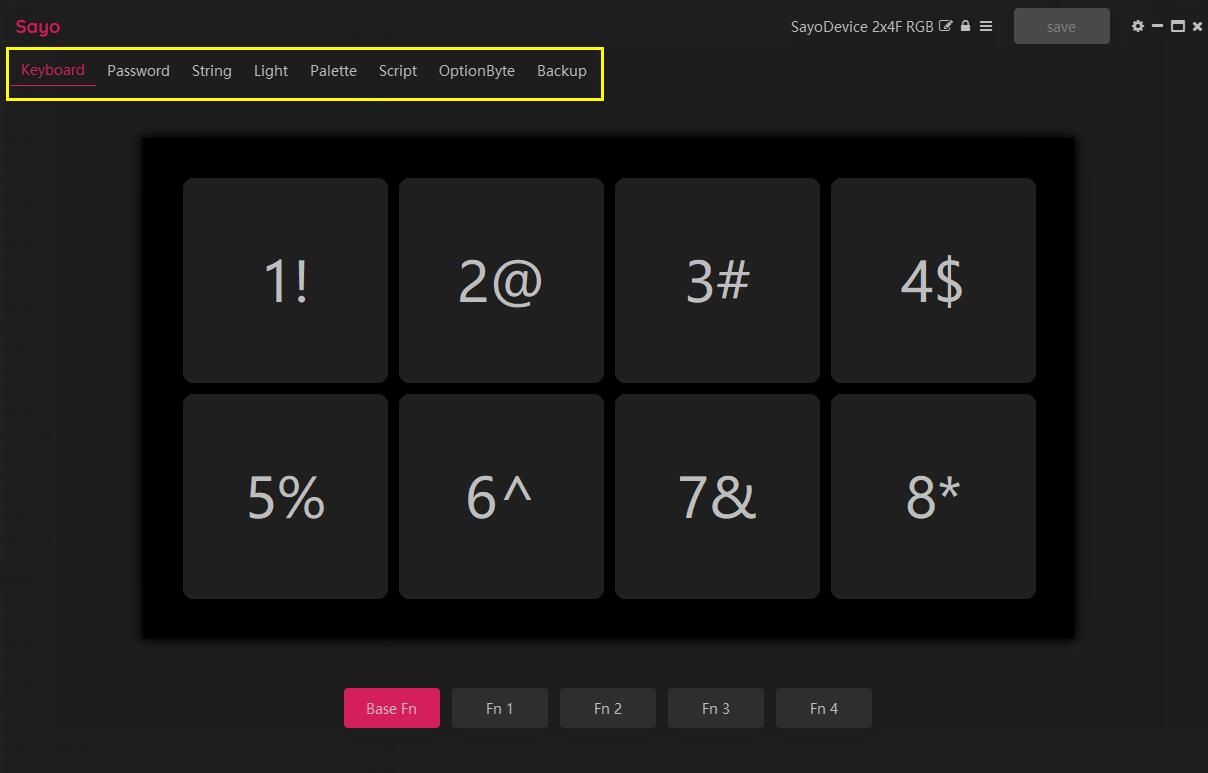 Sayo SayoDevice 2x4F RGB save
Keyboard Password String Light Palette Script OptionByte Backup
1! 2@ 3# 4$
5% 6^ 7& 8*
Base Fn Fn 1 Fn 2 Fn 3 Fn 4